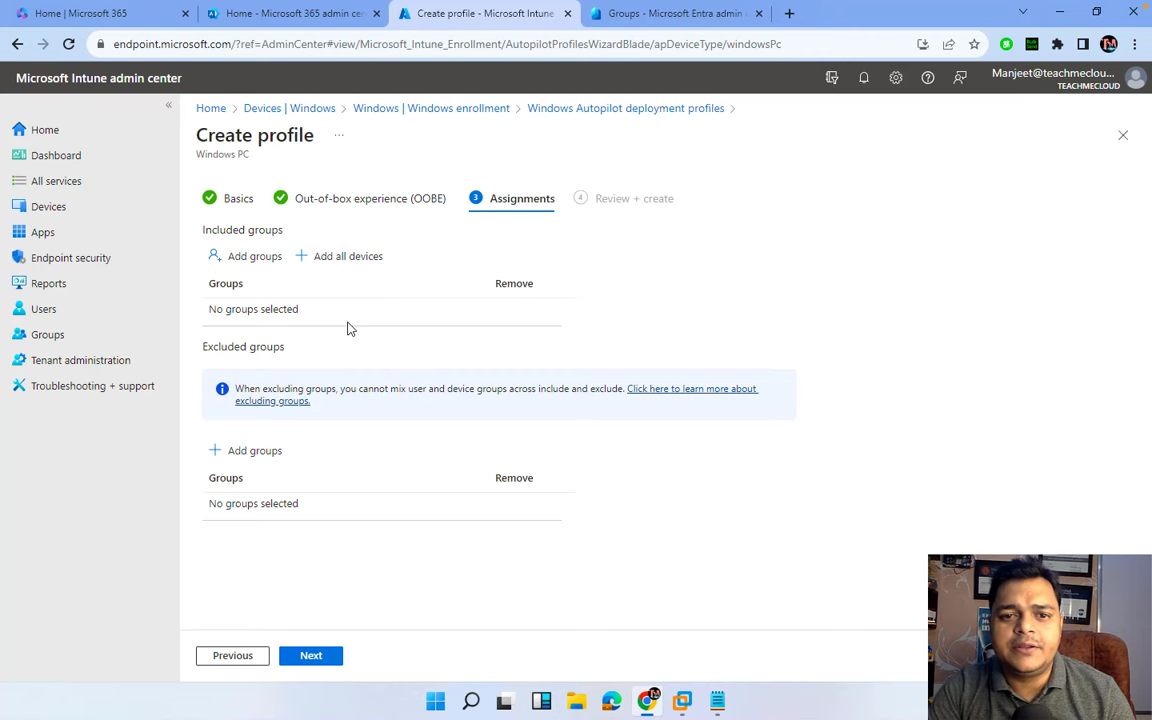 Home | Microsoft 365
Home - Microsoft 365 admin cen
Create profile - Microsoft Intune
Groups - Microsoft Entra admin
endpoint.microsoft.com/?ref=AdminCenter#view/Microsoft_Intune_Enrollment/AutopilotProfilesWizardBlade/apDeviceType/windowsPc
Microsoft Intune admin center
Manjeet@teachmeclou...
TEACHMECLOUD
Home
Dashboard
All services
Devices
Apps
Endpoint security
Reports
Users
Groups
Tenant administration
Troubleshooting + support
Home > Devices | Windows > Windows | Windows enrollment > Windows Autopilot deployment profiles >
Create profile ...
Windows PC
Basics
Out-of-box experience (OOBE)
3 Assignments
4 Review + create
Included groups
Add groups
Add all devices
Groups
Remove
No groups selected
Excluded groups
When excluding groups, you cannot mix user and device groups across include and exclude. Click here to learn more about
excluding groups.
Add groups
Groups
Remove
No groups selected
Previous
Next